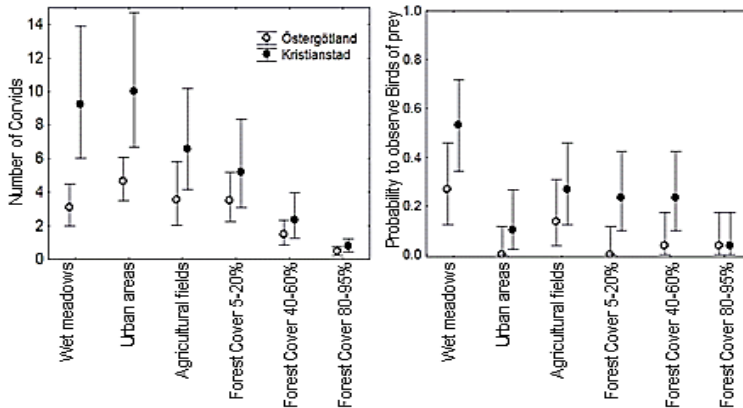 Number of Corvids
14
12
10
8
6
4
2
0
Östergötland
Kristianstad
Wet meadows
Urban areas
Agricultural fields
Forest Cover 5-20%
Forest Cover 40-60%
Forest Cover 80-95%
Probability to observe Birds of prey
1.0
0.8
0.6
0.4
0.2
0.0
Wet meadows
Urban areas
Agricultural fields
Forest Cover 5-20%
Forest Cover 40-60%
Forest Cover 80-95%